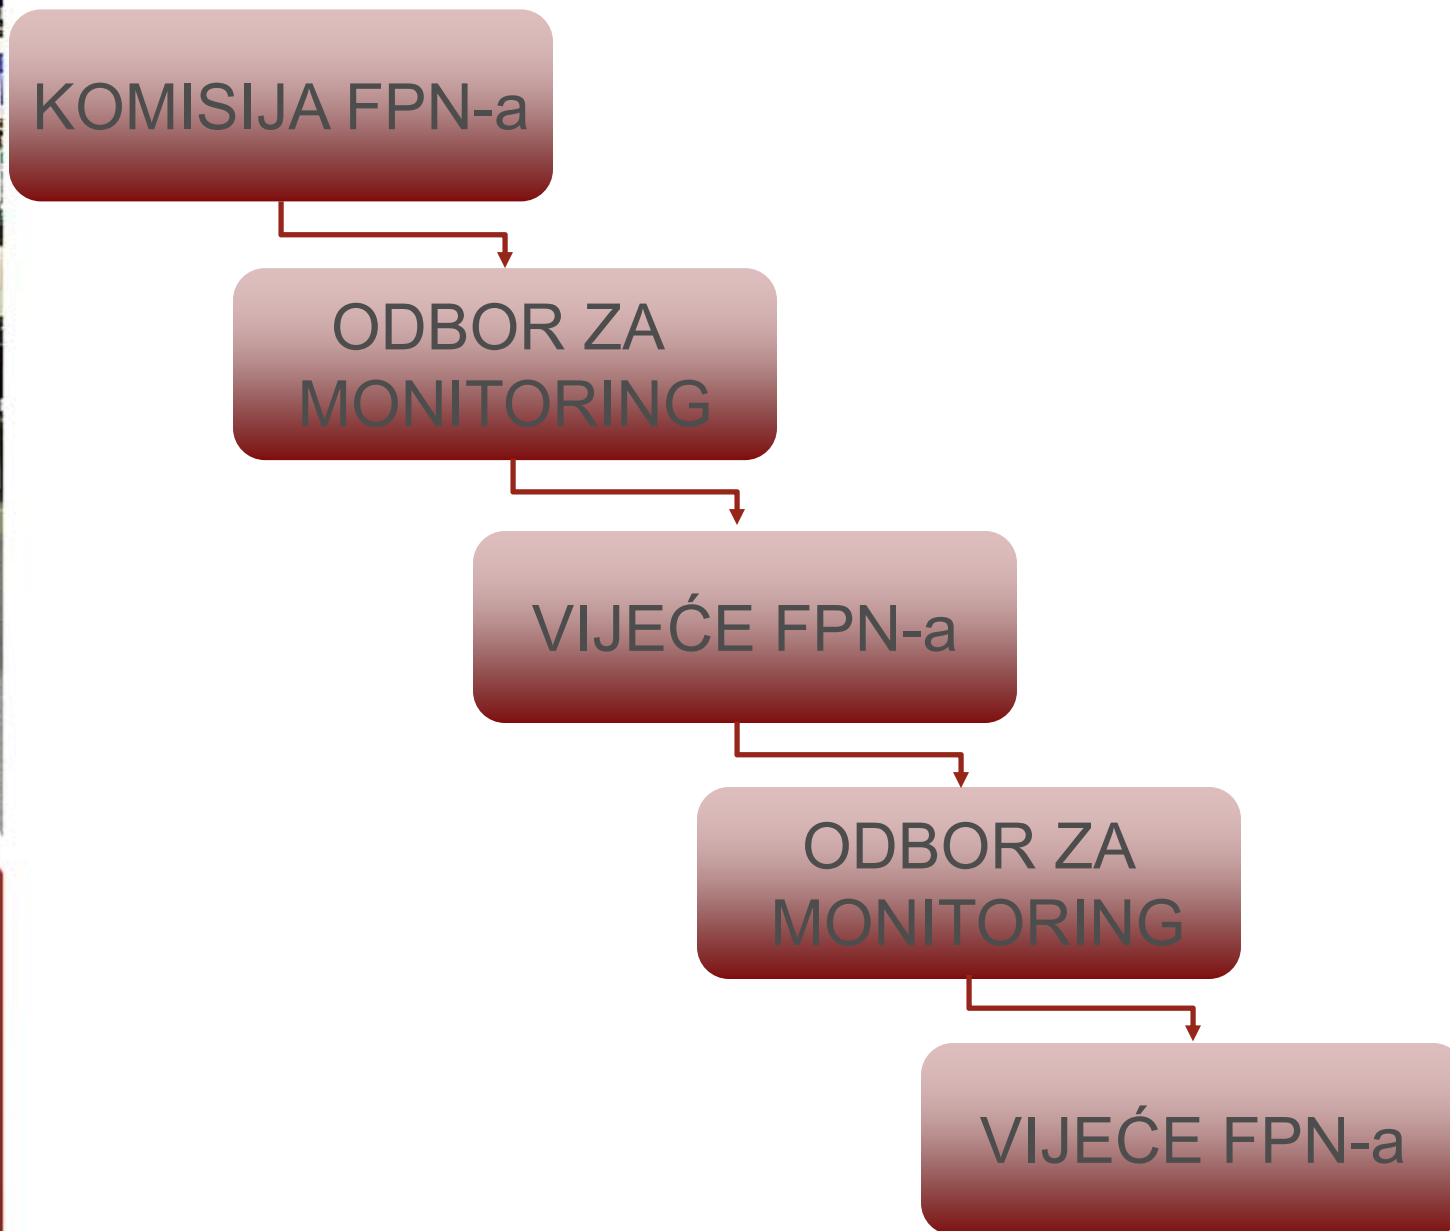 KOMISIJA FPN-a
ODBOR ZA
MONITORING
VIJEĆE FPN-a
ODBOR ZA
MONITORING
VIJEĆE FPN-a